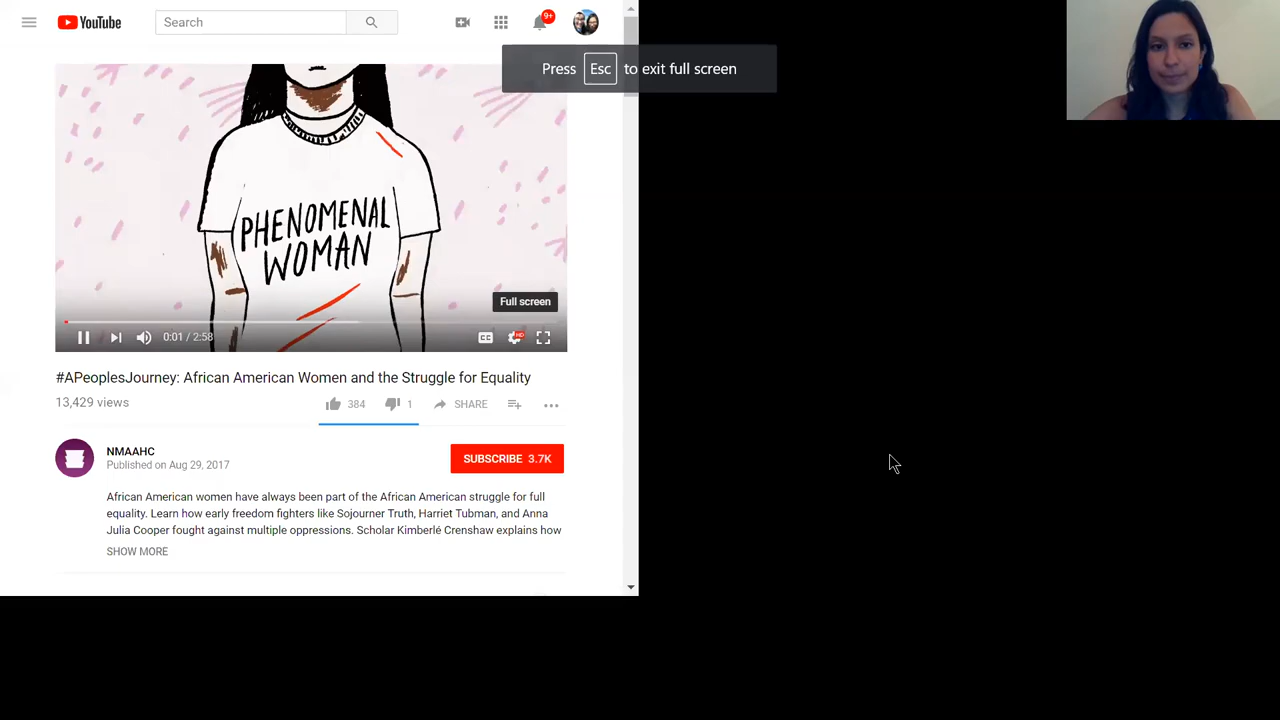 YouTube
Search
9+
Press Esc to exit full screen
PHENOMENAL
WOMAN
Full screen
0:01 / 2:58
CC
HD
#APeoplesJourney: African American Women and the Struggle for Equality
13,429 views
384
1
SHARE
NMAAHC
Published on Aug 29, 2017
SUBSCRIBE 3.7K
African American women have always been part of the African American struggle for full
equality. Learn how early freedom fighters like Sojourner Truth, Harriet Tubman, and Anna
Julia Cooper fought against multiple oppressions. Scholar Kimberlé Crenshaw explains how
SHOW MORE